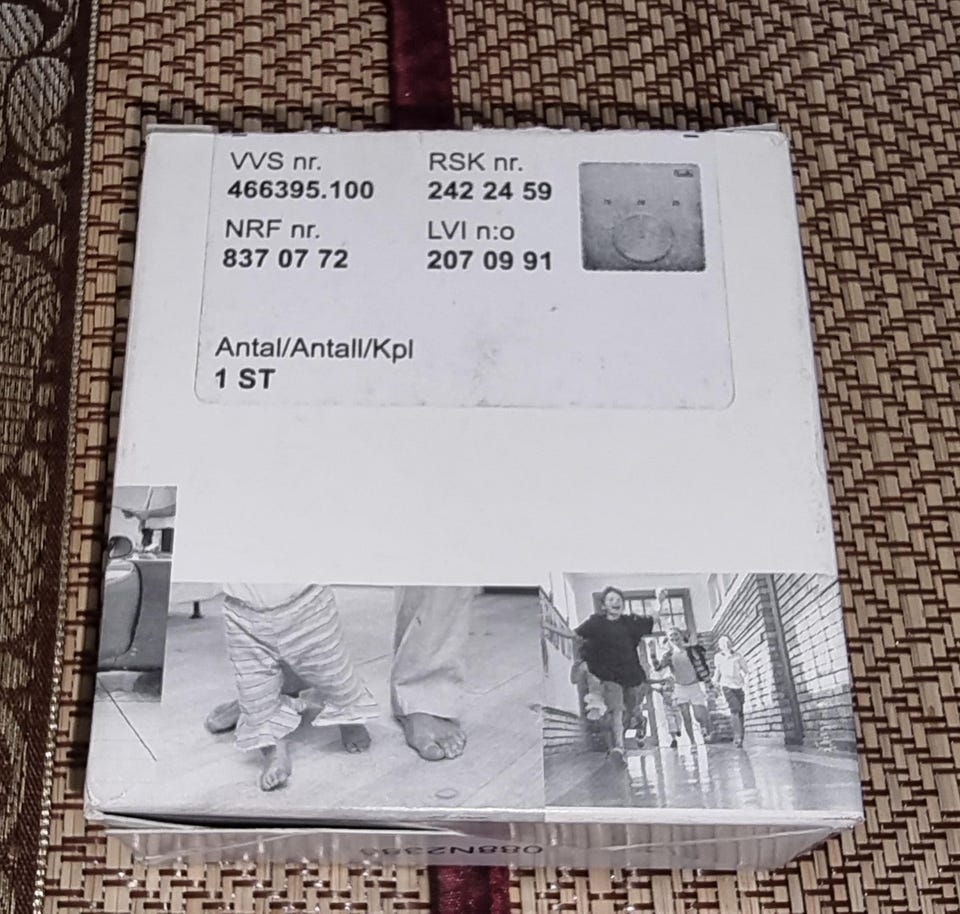 VVS nr.
466395.100
RSK nr.
242 24 59
NRF nr.
837 07 72
LVI n:o
207 09 91
Antal/Antall/Kpl
1 ST